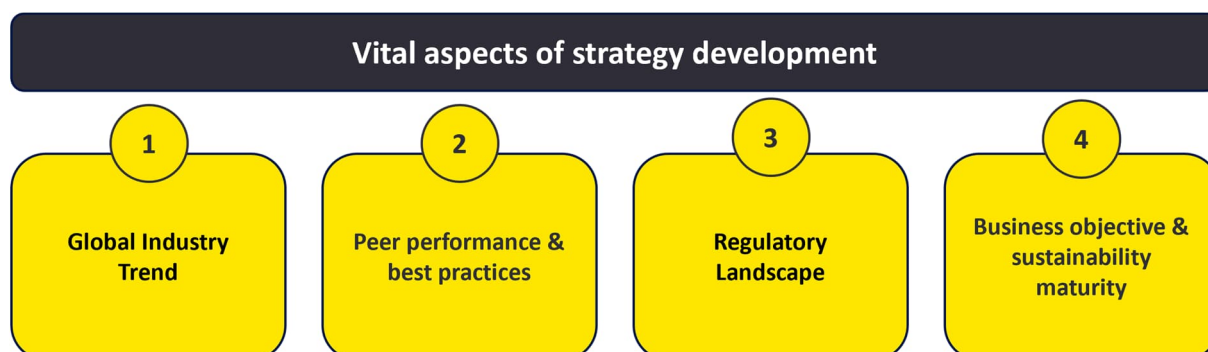 Vital aspects of strategy development
1
Global Industry
Trend
2
Peer performance &
best practices
3
Regulatory
Landscape
4
Business objective &
sustainability
maturity